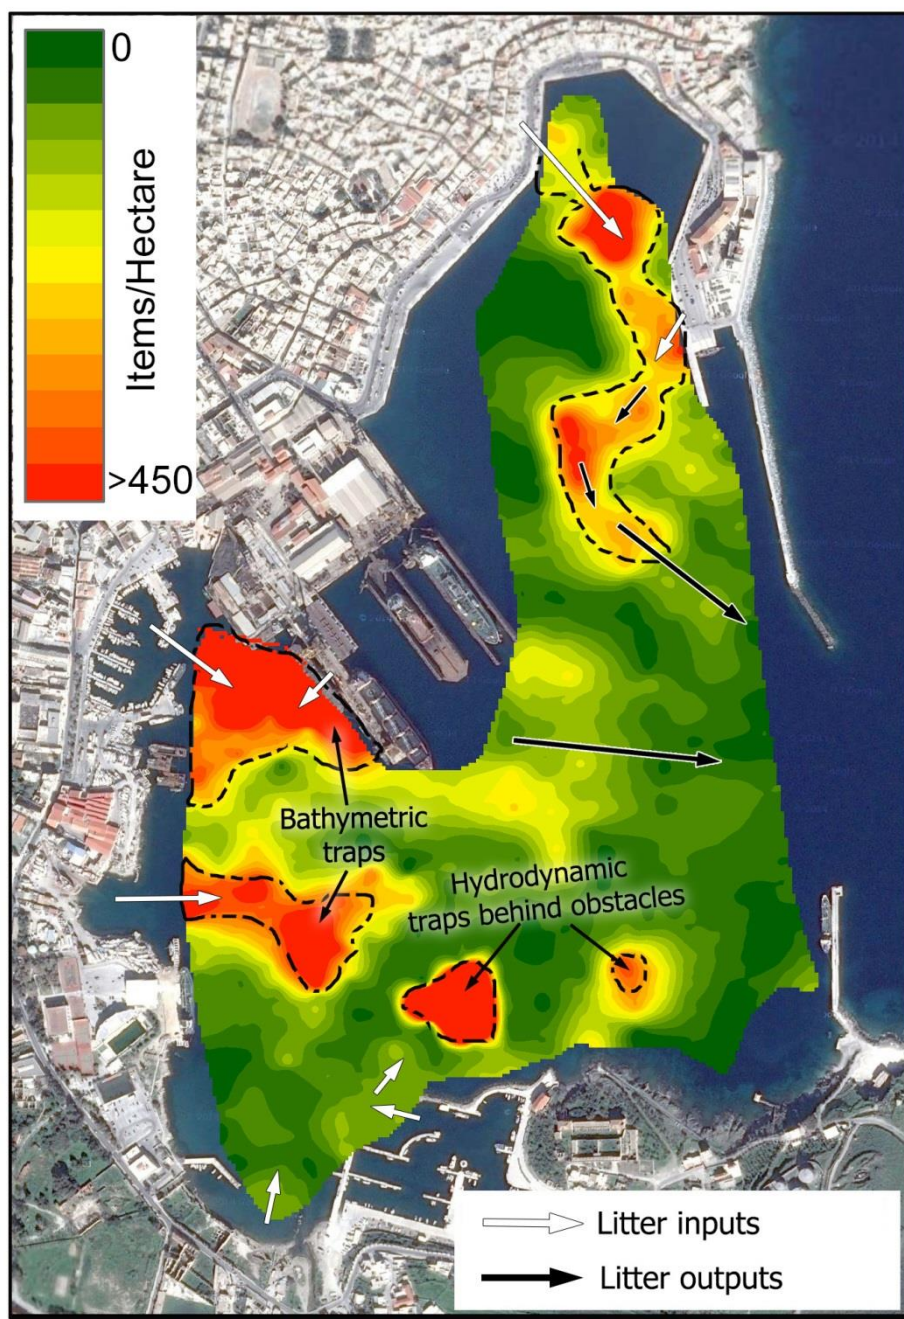 0
Items/Hectare
>450
Bathymetric
traps
Hydrodynamic
traps behind obstacles
Litter inputs
Litter outputs